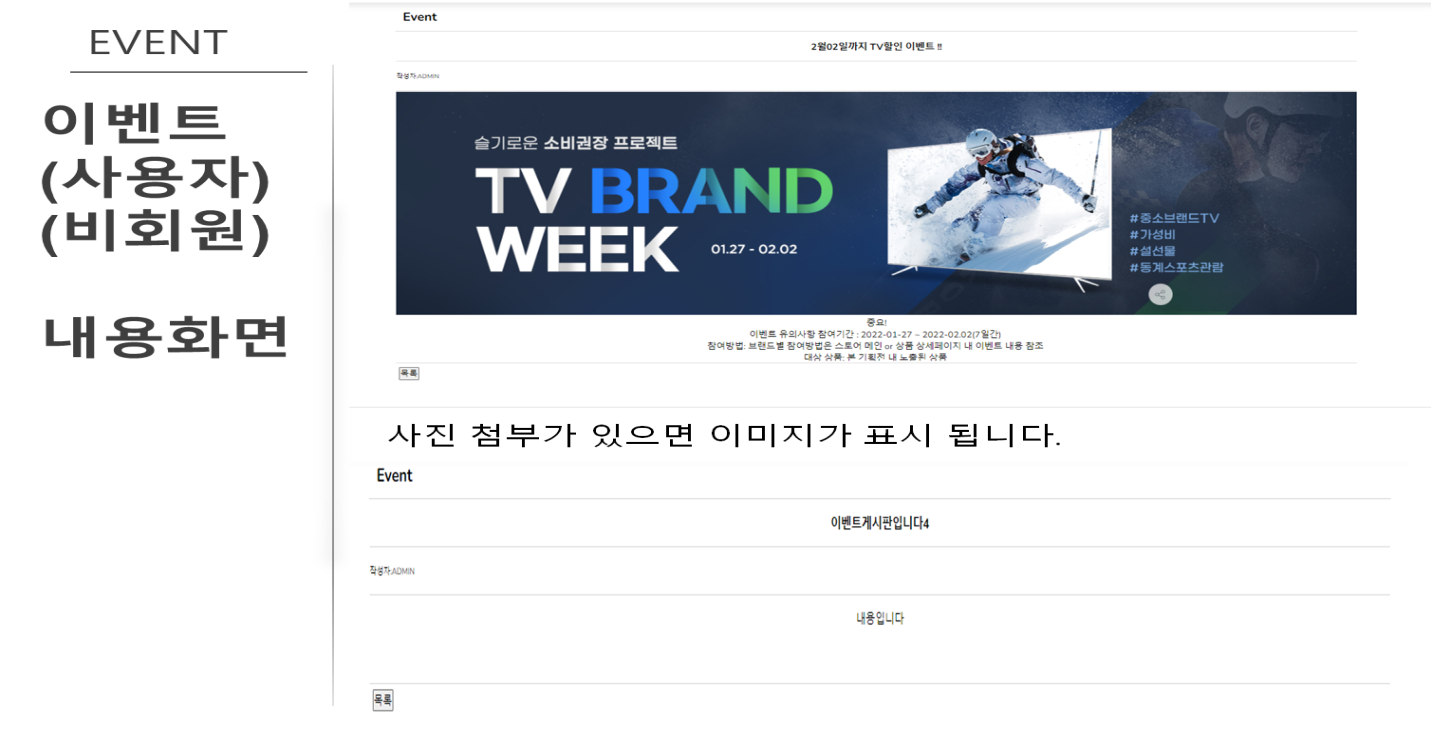 EVENT
이벤트
(사용자)
(비회원)
내용화면
Event
2월02일까지 TV할인 이벤트 !!
작성자:ADMIN
슬기로운 소비권장 프로젝트
TV BRAND
WEEK
01.27 - 02.02
#중소브랜드TV
#가성비
#설선물
#동계스포츠관람
중요!
이벤트 유의사항 참여기간 : 2022-01-27 ~ 2022-02.02(7일간)
참여방법: 브랜드별 참여방법은 스토어 메인 or 상품 상세페이지 내 이벤트 내용 참조
대상 상품: 본 기획전 내 노출된 상품
목록
사진 첨부가 있으면 이미지가 표시 됩니다.
Event
이벤트게시판입니다4
작성자:ADMIN
내용입니다
목록